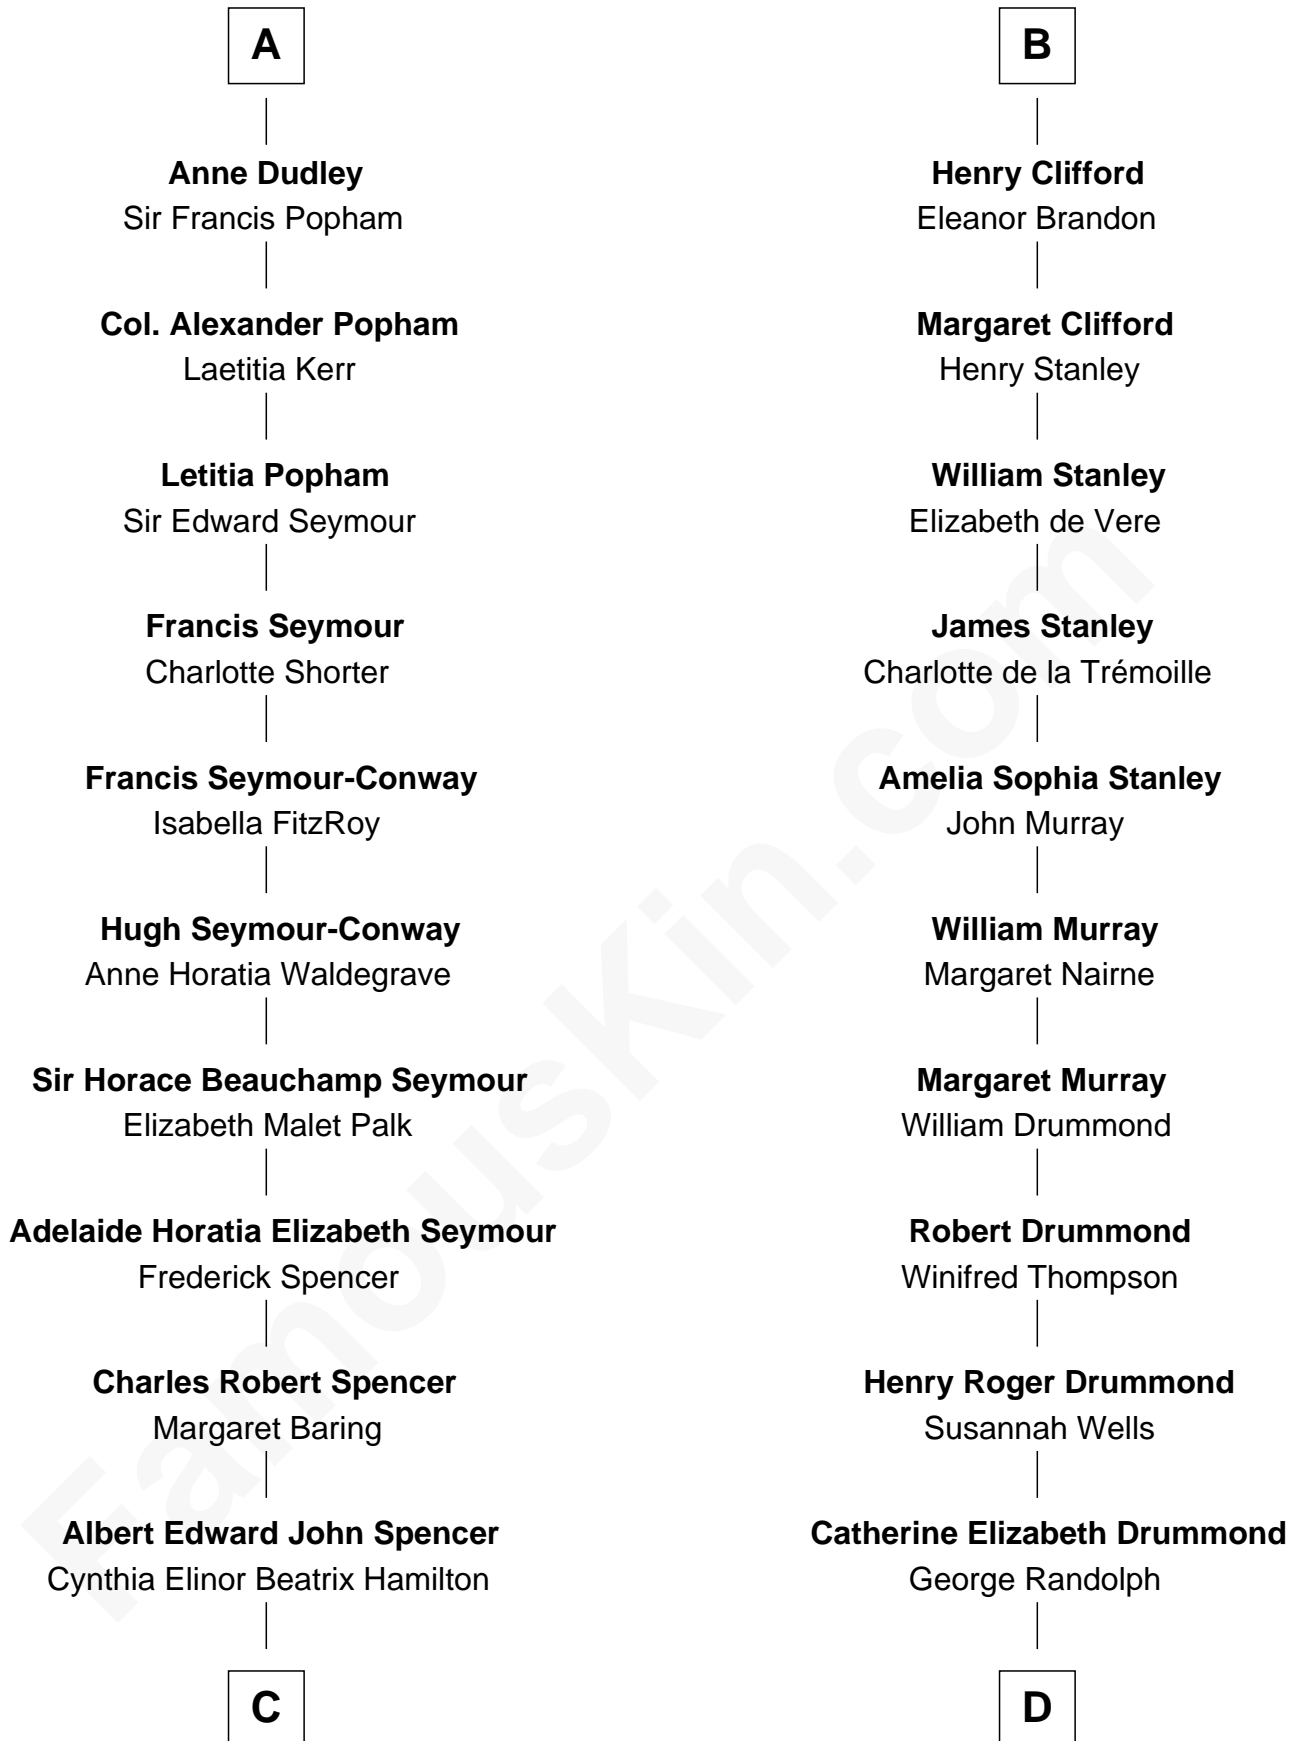 A
Anne Dudley
Sir Francis Popham
Col. Alexander Popham
Laetitia Kerr
Letitia Popham
Sir Edward Seymour
Francis Seymour
Charlotte Shorter
Francis Seymour-Conway
Isabella FitzRoy
Hugh Seymour-Conway
Anne Horatia Waldegrave
Sir Horace Beauchamp Seymour
Elizabeth Malet Palk
Adelaide Horatia Elizabeth Seymour
Frederick Spencer
Charles Robert Spencer
Margaret Baring
Albert Edward John Spencer
Cynthia Elinor Beatrix Hamilton
C
B
Henry Clifford
Eleanor Brandon
Margaret Clifford
Henry Stanley
William Stanley
Elizabeth de Vere
James Stanley
Charlotte de la Trémoille
Amelia Sophia Stanley
John Murray
William Murray
Margaret Nairne
Margaret Murray
William Drummond
Robert Drummond
Winifred Thompson
Henry Roger Drummond
Susannah Wells
Catherine Elizabeth Drummond
George Randolph
D
FamousKin.com